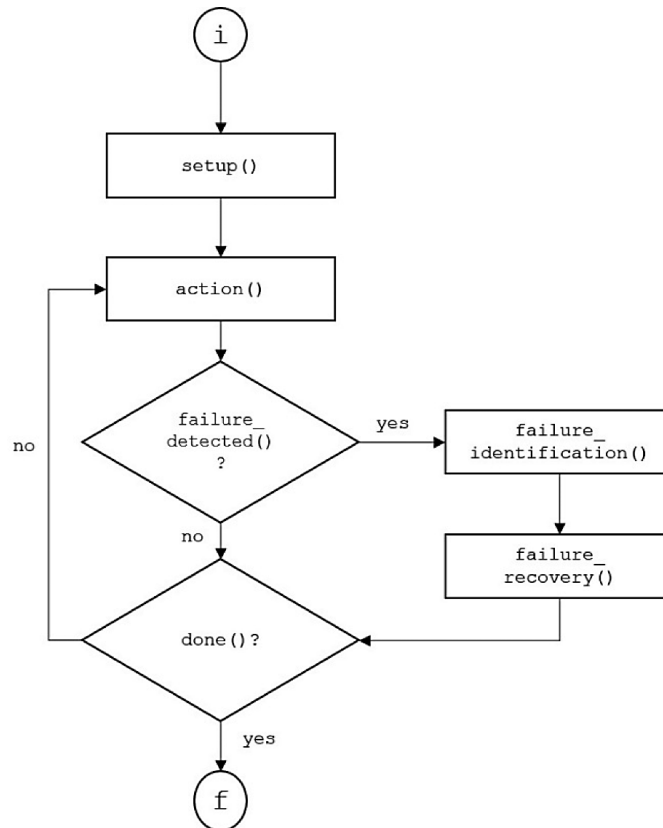 i
setup()
action()
failure_
detected()
?
yes
failure_
identification()
no
no
failure_
recovery()
done()?
yes
f